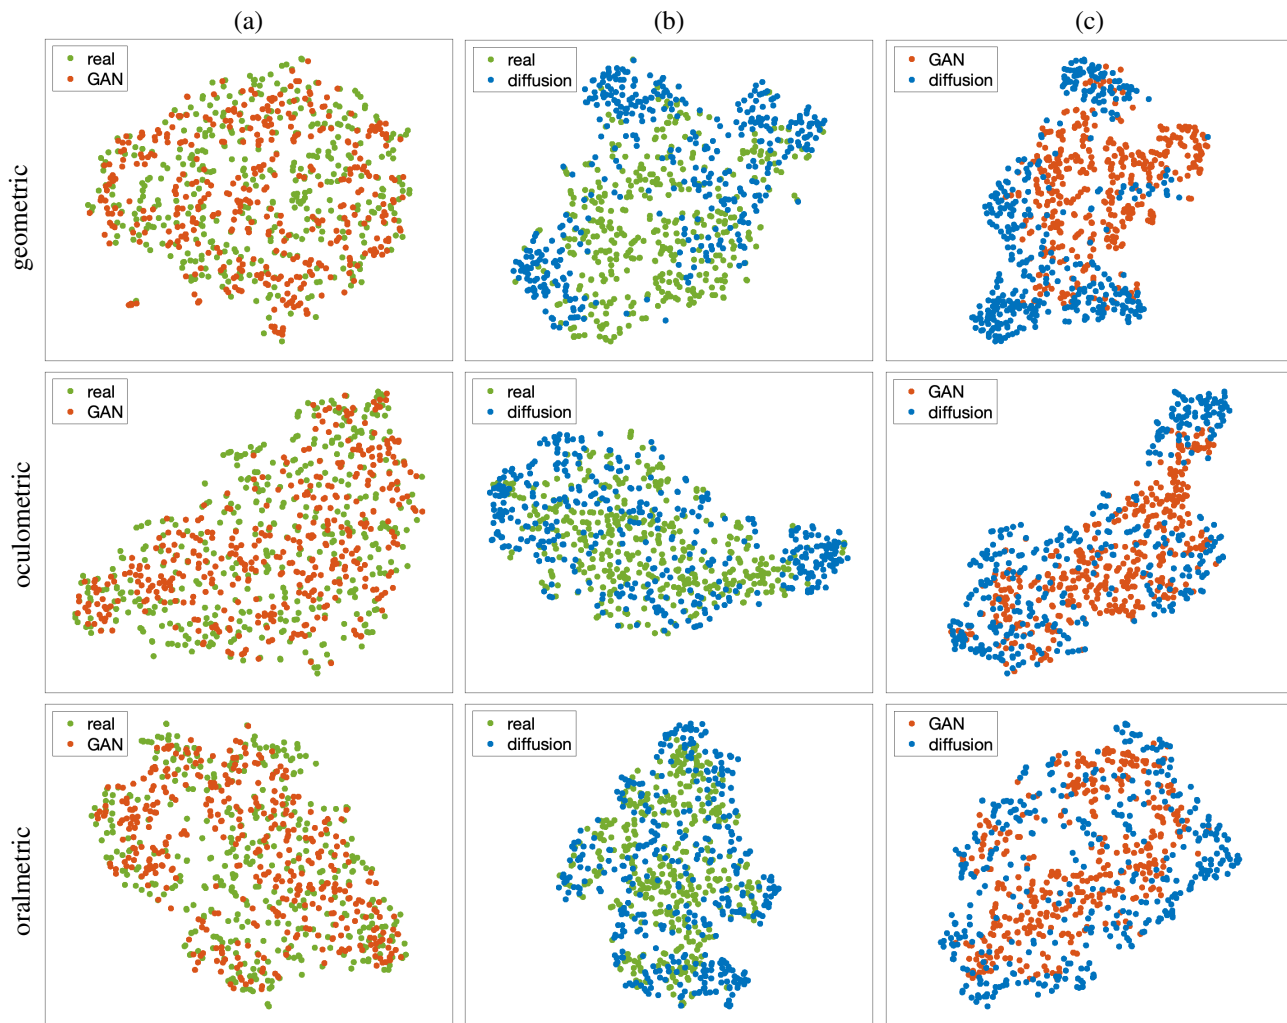 (a) (b) (c)
geometric
real
GAN
real
diffusion
GAN
diffusion
oculometric
real
GAN
real
diffusion
GAN
diffusion
oralmetric
real
GAN
real
diffusion
GAN
diffusion